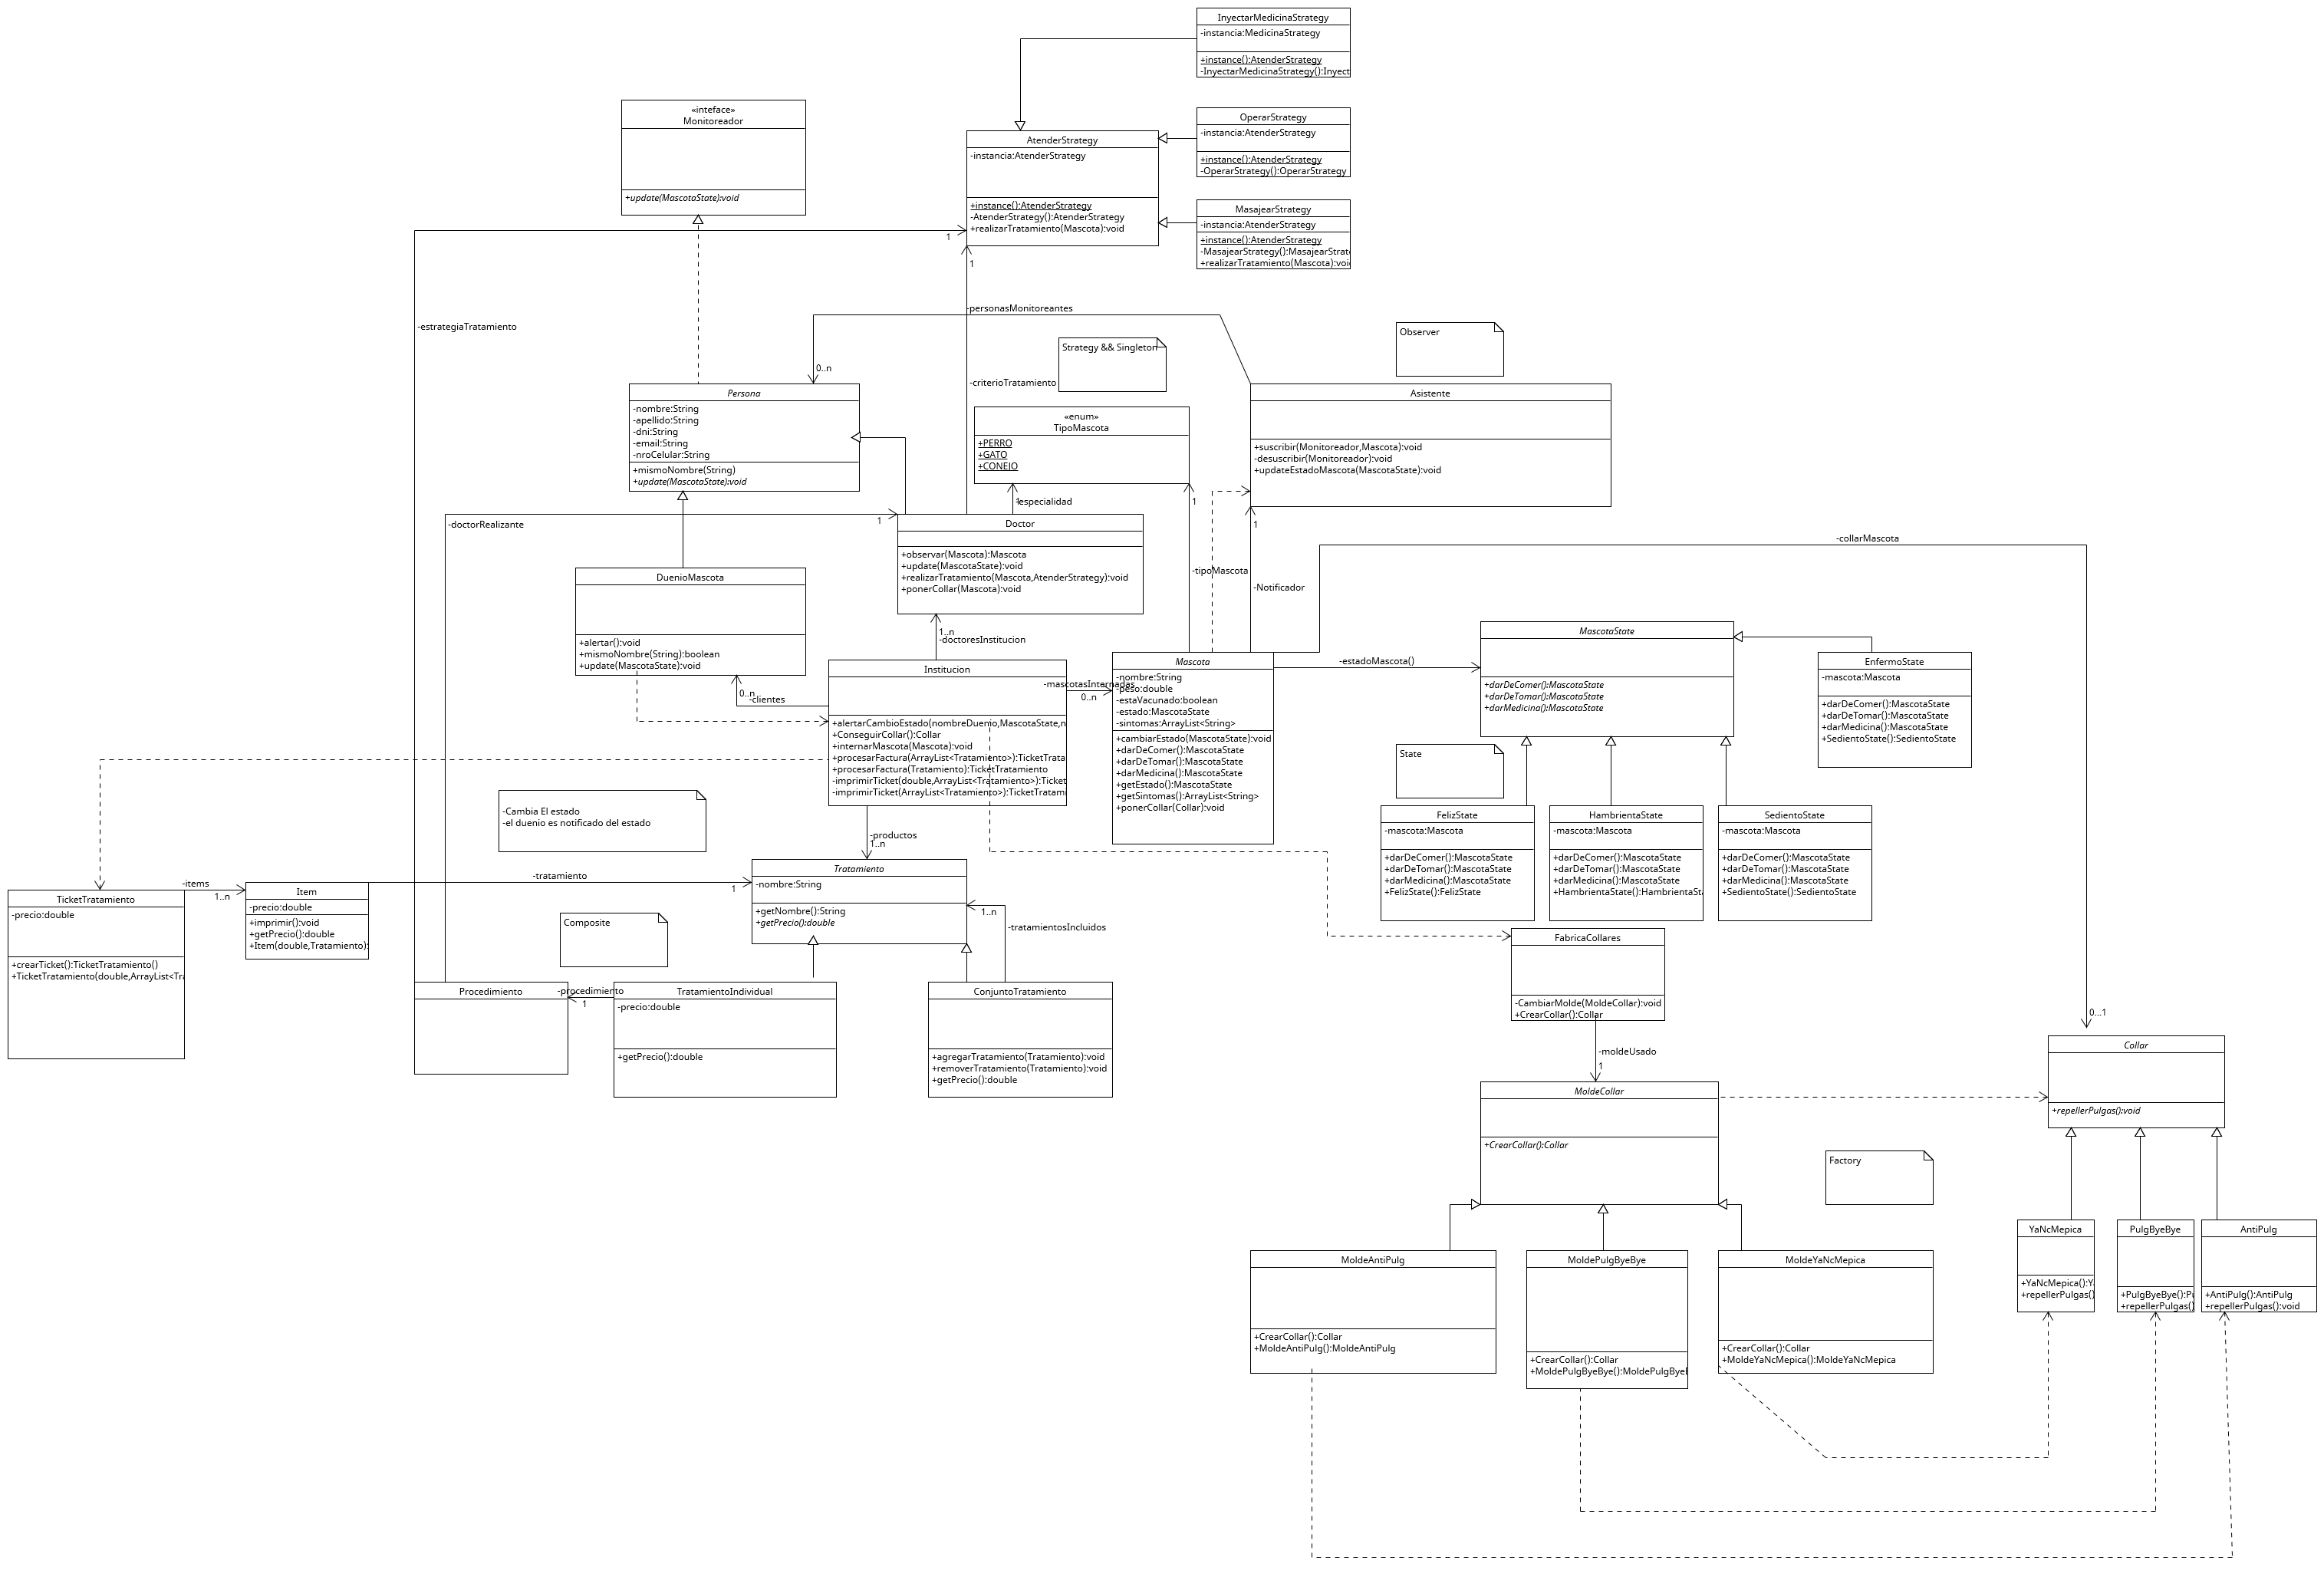 InyectarMedicinaStrategy
-instancia:MedicinaStrategy
+instance():AtenderStrategy
-InyectarMedicinaStrategy():Inyect
«inteface»
Monitoreador
+update(MascotaState):void
AtenderStrategy
-instancia:AtenderStrategy
+instance():AtenderStrategy
-AtenderStrategy():AtenderStrategy
+realizarTratamiento(Mascota):void
OperarStrategy
-instancia:AtenderStrategy
+instance():AtenderStrategy
-OperarStrategy():OperarStrategy
MasajearStrategy
-instancia:AtenderStrategy
+instance():AtenderStrategy
-MasajearStrategy():MasajearStrate
+realizarTratamiento(Mascota):voi
1
1
-estrategiaTratamiento
-personasMonitoreantes
0..n
-criterioTratamiento
Strategy && Singleton
Observer
Persona
-nombre:String
-apellido:String
-dni:String
-email:String
-nroCelular:String
+mismoNombre(String)
+update(MascotaState):void
«enum»
TipoMascota
+PERRO
+GATO
+CONEJO
Asistente
+suscribir(Monitoreador,Mascota):void
-desuscribir(Monitoreador):void
+updateEstadoMascota(MascotaState):void
-doctorRealizante
1
-especialidad
1
1
1
Doctor
+observar(Mascota):Mascota
+update(MascotaState):void
+realizarTratamiento(Mascota,AtenderStrategy):void
+ponerCollar(Mascota):void
-tipoMascota
-Notificador
-collarMascota
DuenioMascota
+alertar():void
+mismoNombre(String):boolean
+update(MascotaState):void
1..n
-doctoresInstitucion
0..n
-clientes
Institucion
+alertarCambioEstado(nombreDuenio,MascotaState,n
+ConseguirCollar():Collar
+internarMascota(Mascota):void
+procesarFactura(ArrayList<Tratamiento>):TicketTrata
+procesarFactura(Tratamiento):TicketTratamiento
-imprimirTicket(double,ArrayList<Tratamiento>):Ticket
-imprimirTicket(ArrayList<Tratamiento>):TicketTratami
-mascotasInternadas
0..n
Mascota
-nombre:String
-peso:double
-estaVacunado:boolean
-estado:MascotaState
-sintomas:ArrayList<String>
+cambiarEstado(MascotaState):void
+darDeComer():MascotaState
+darDeTomar():MascotaState
+darMedicina():MascotaState
+getEstado():MascotaState
+getSintomas():ArrayList<String>
+ponerCollar(Collar):void
-estadoMascota()
MascotaState
+darDeComer():MascotaState
+darDeTomar():MascotaState
+darMedicina():MascotaState
EnfermoState
-mascota:Mascota
+darDeComer():MascotaState
+darDeTomar():MascotaState
+darMedicina():MascotaState
+SedientoState():SedientoState
State
FelizState
-mascota:Mascota
+darDeComer():MascotaState
+darDeTomar():MascotaState
+darMedicina():MascotaState
+FelizState():FelizState
HambrientaState
-mascota:Mascota
+darDeComer():MascotaState
+darDeTomar():MascotaState
+darMedicina():MascotaState
+HambrientaState():HambrientaSta
SedientoState
-mascota:Mascota
+darDeComer():MascotaState
+darDeTomar():MascotaState
+darMedicina():MascotaState
+SedientoState():SedientoState
-Cambia El estado
-el duenio es notificado del estado
-productos
1..n
Tratamiento
-nombre:String
+getNombre():String
+getPrecio():double
TicketTratamiento
-precio:double
+crearTicket():TicketTratamiento()
+TicketTratamiento(double,ArrayList<Tra
-items
1..n
Item
-precio:double
+imprimir():void
+getPrecio():double
+Item(double,Tratamiento):
-tratamiento
1
Composite
1..n
-tratamientosIncluidos
Procedimiento
-procedimiento
1
TratamientoIndividual
-precio:double
+getPrecio():double
ConjuntoTratamiento
+agregarTratamiento(Tratamiento):void
+removerTratamiento(Tratamiento):void
+getPrecio():double
FabricaCollares
-CambiarMolde(MoldeCollar):void
+CrearCollar():Collar
-moldeUsado
1
0...1
Collar
+repellerPulgas():void
MoldeCollar
+CrearCollar():Collar
Factory
MoldeAntiPulg
+CrearCollar():Collar
+MoldeAntiPulg():MoldeAntiPulg
MoldePulgByeBye
+CrearCollar():Collar
+MoldePulgByeBye():MoldePulgByeB
MoldeYaNcMepica
+CrearCollar():Collar
+MoldeYaNcMepica():MoldeYaNcMepica
YaNcMepica
+YaNcMepica():Ya
+repellerPulgas()
PulgByeBye
+PulgByeBye():Pu
+repellerPulgas()
AntiPulg
+AntiPulg():AntiPulg
+repellerPulgas():void